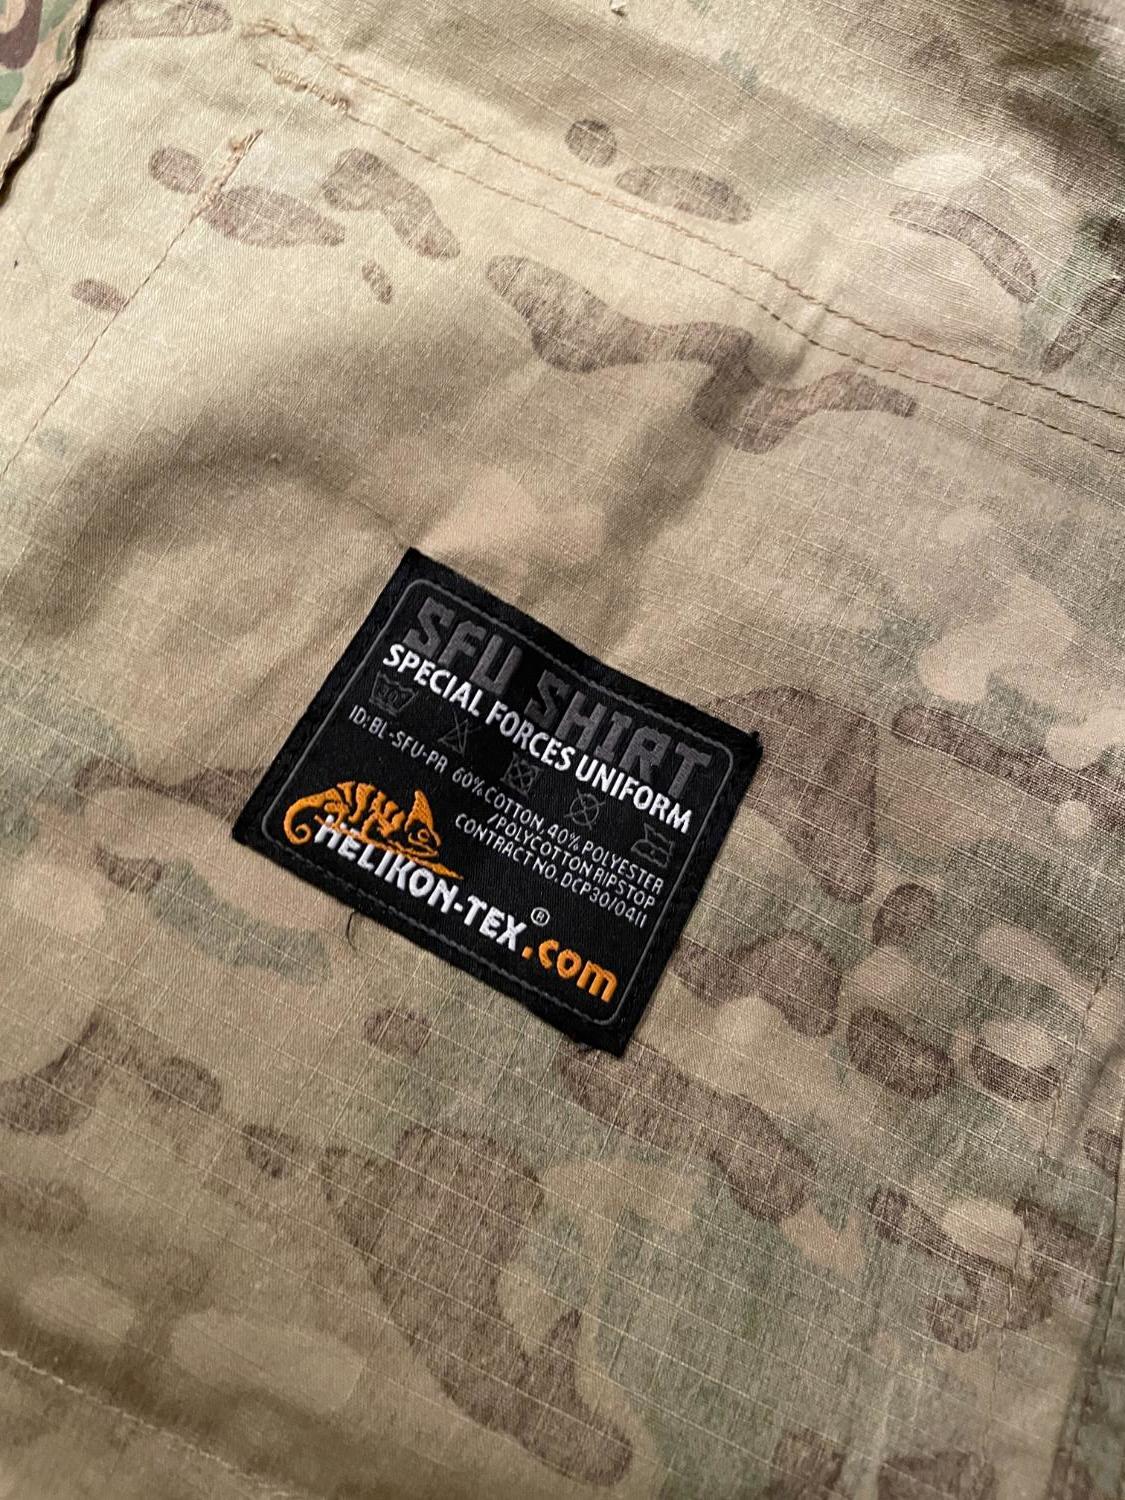 SFU SHIRT
SPECIAL FORCES UNIFORM
30°
ID:BL-SFU-PR 60% COTTON, 40% POLYESTER
/POLYCOTTON RIPSTOP
CONTRACT NO. DCP30/0411
HELIKON-TEX®.com